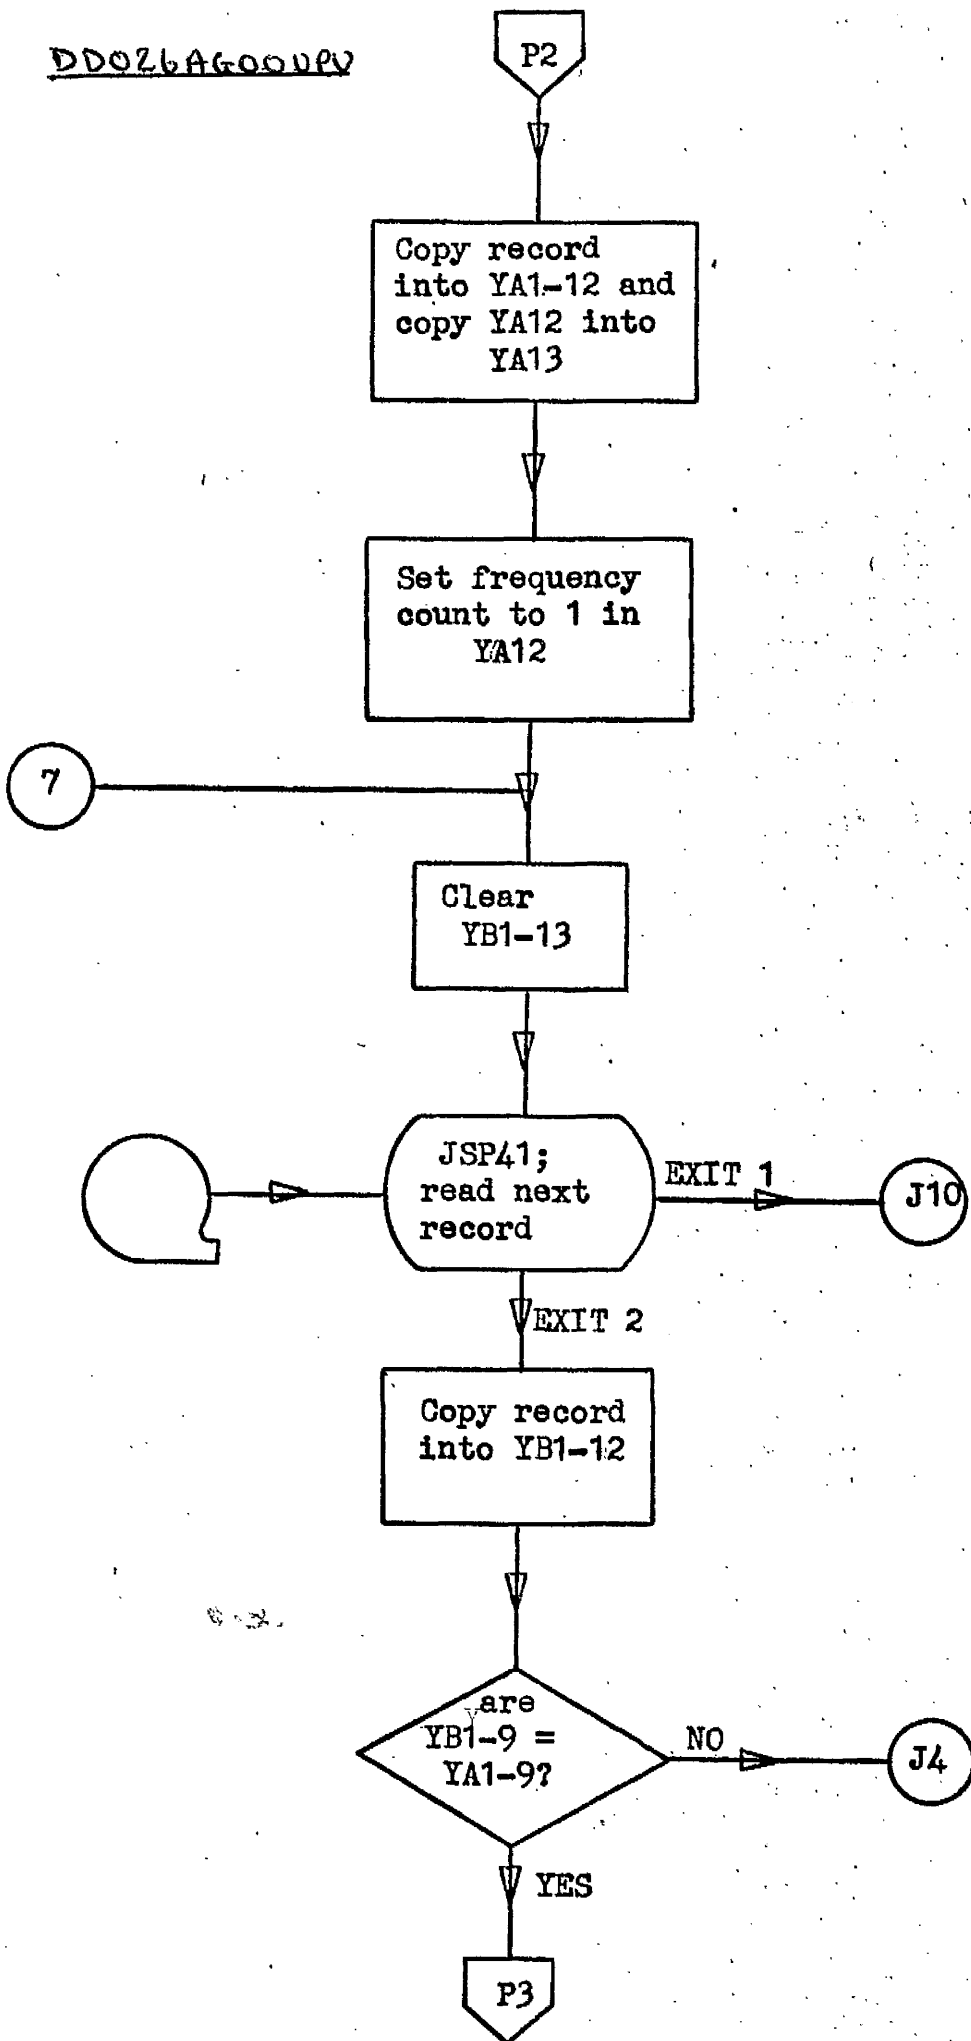 DD026AG00UPV
P2
Copy record
into YA1-12 and
copy YA12 into
YA13
Set frequency
count to 1 in
YA12
7
Clear
YB1-13
JSP41;
read next
record
EXIT 1
J10
EXIT 2
Copy record
into YB1-12
are
YB1-9 =
YA1-9?
NO
J4
YES
P3